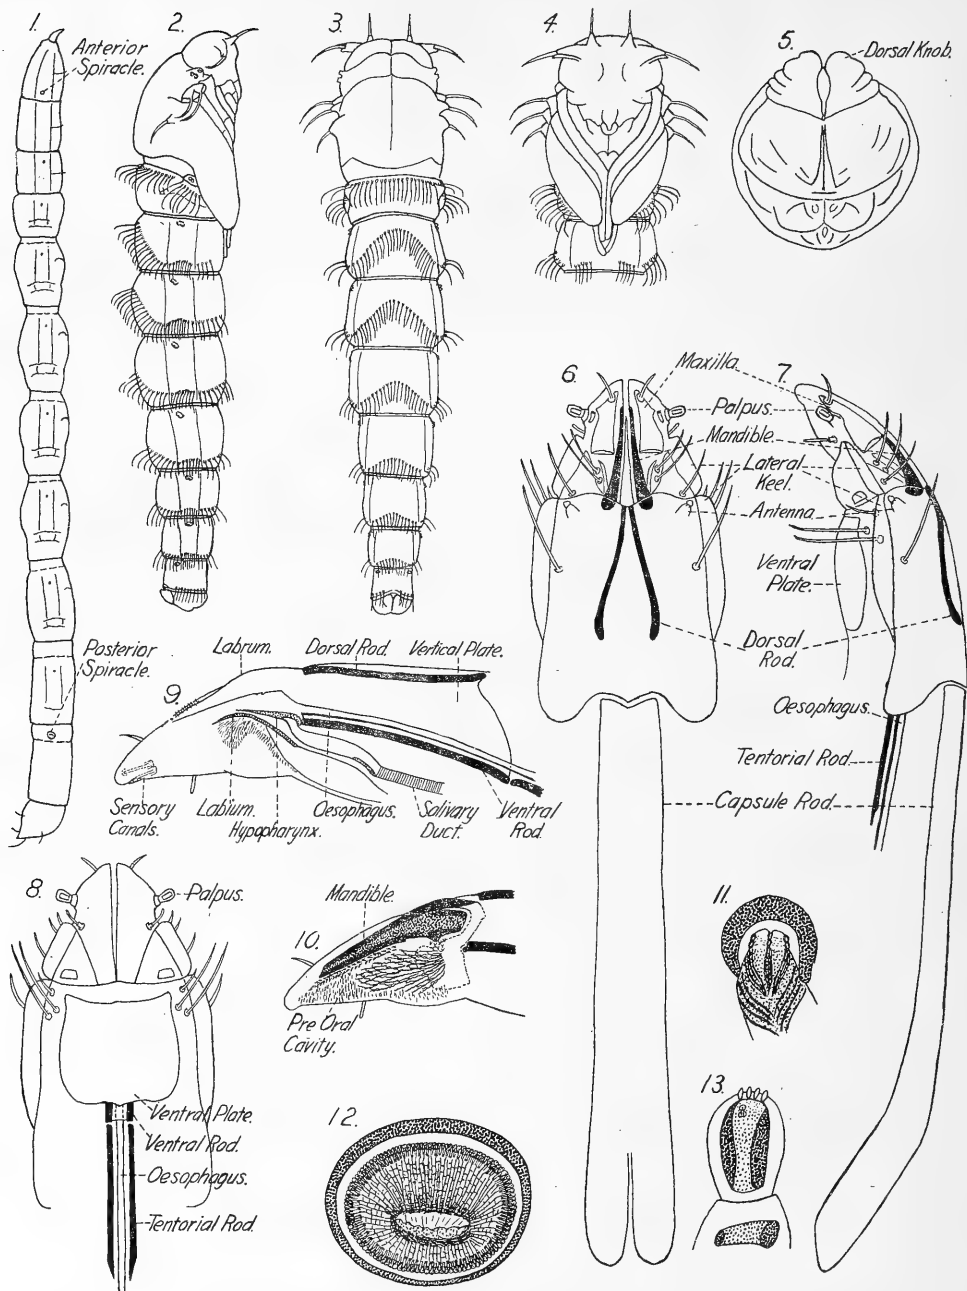 1.
Anterior
Spiracle.
2.
3.
4.
5.
Dorsal Knob.
6.
Maxilla.
7.
Palpus.
Mandible.
Lateral
Keel.
Antenna.
Ventral
Plate.
Dorsal
Rod.
Oesophagus.
Tentorial Rod.
Capsule Rod.
Posterior
Spiracle.
9.
Labrum.
Dorsal Rod.
Vertical Plate.
Sensory
Canals.
Labium.
Hypopharynx.
Oesophagus.
Salivary
Duct.
Ventral
Rod.
8.
Palpus.
Ventral Plate.
Ventral Rod.
Oesophagus.
Tentorial Rod.
10.
Mandible.
Pre Oral
Cavity.
11.
12.
13.